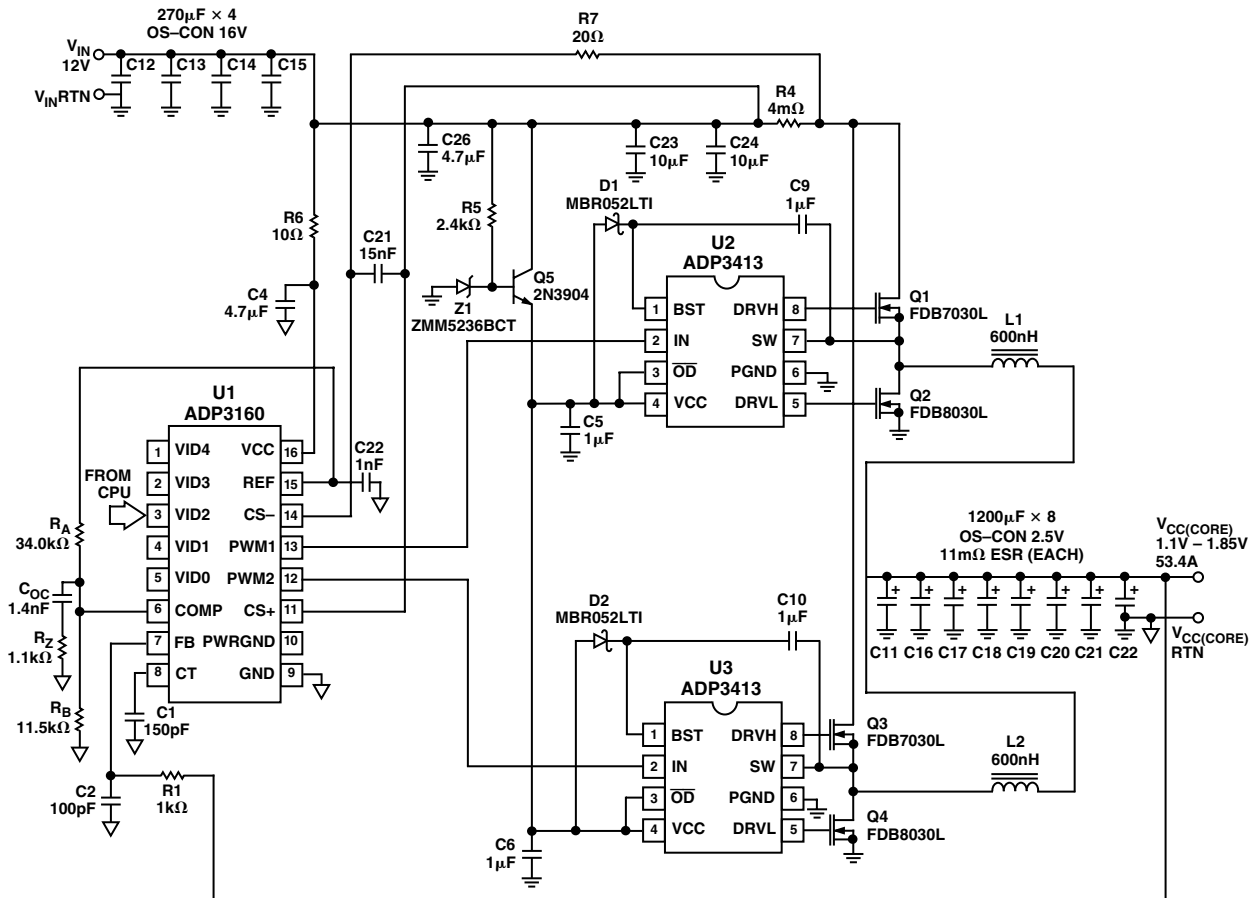 270μF × 4
OS–CON 16V
VIN
12V
C12
C13
C14
C15
VINRTN
R7
20Ω
R4
4mΩ
C26
4.7μF
C23
10μF
C24
10μF
R6
10Ω
C21
15nF
R5
2.4kΩ
D1
MBR052LTI
C9
1μF
C4
4.7μF
Z1
ZMM5236BCT
Q5
2N3904
U2
ADP3413
1 BST DRVH 8
2 IN SW 7
3 OD PGND 6
4 VCC DRVL 5
Q1
FDB7030L
Q2
FDB8030L
L1
600nH
C5
1μF
U1
ADP3160
1 VID4 VCC 16
2 VID3 REF 15
3 VID2 CS– 14
4 VID1 PWM1 13
5 VID0 PWM2 12
6 COMP CS+ 11
7 FB PWRGND 10
8 CT GND 9
FROM
CPU
C22
1nF
RA
34.0kΩ
COC
1.4nF
RZ
1.1kΩ
RB
11.5kΩ
C1
150pF
C2
100pF
R1
1kΩ
1200μF × 8
OS–CON 2.5V
11mΩ ESR (EACH)
VCC(CORE)
1.1V – 1.85V
53.4A
C11 C16 C17 C18 C19 C20 C21 C22
VCC(CORE)
RTN
D2
MBR052LTI
C10
1μF
U3
ADP3413
1 BST DRVH 8
2 IN SW 7
3 OD PGND 6
4 VCC DRVL 5
Q3
FDB7030L
Q4
FDB8030L
L2
600nH
C6
1μF